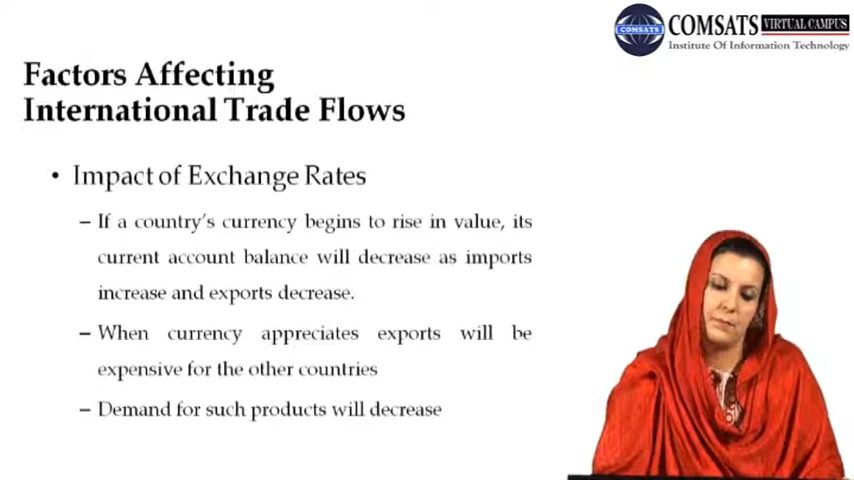 COMSATS VIRTUAL CAMPUS
COMSATS
Institute Of Information Technology
Factors Affecting
International Trade Flows
• Impact of Exchange Rates
– If a country's currency begins to rise in value, its
current account balance will decrease as imports
increase and exports decrease.
– When currency appreciates exports will be
expensive for the other countries
– Demand for such products will decrease